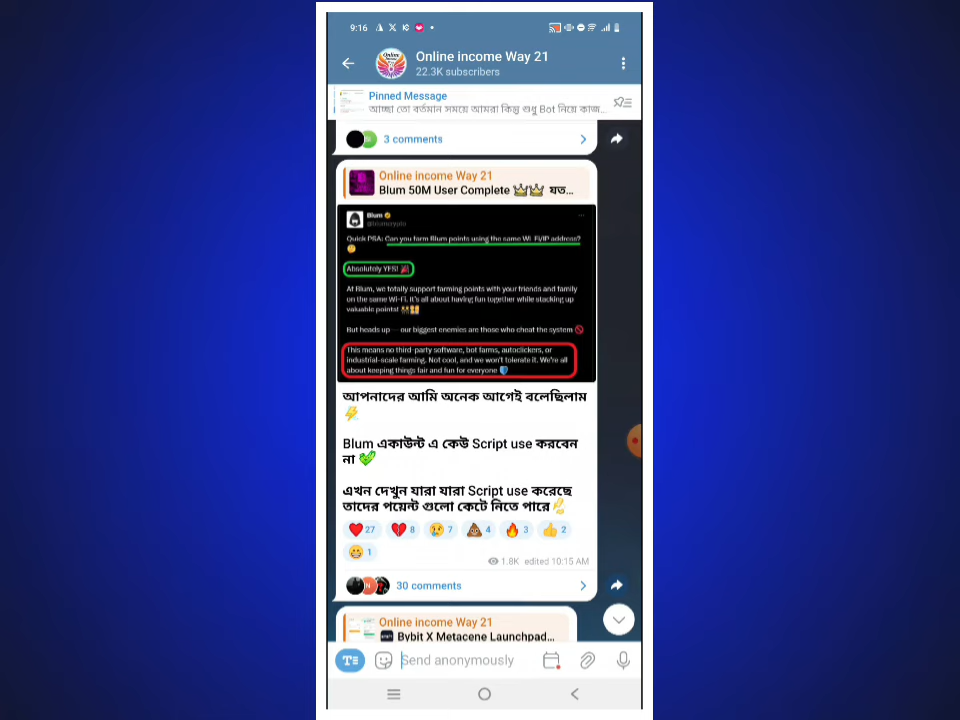 9:16
Online income Way 21
22.3K subscribers
Pinned Message
আচ্ছা তো বর্তমান সময়ে আমরা কিন্তু শুধু Bot নিয়ে কাজ...
3 comments
Online income Way 21
Blum 50M User Complete 👑👑 যত...
Blum
@blumcrypto
Quick PSA: Can you farm Blum points using the same Wi-Fi/IP address?
🤔
Absolutely YES! 🎉
At Blum, we totally support farming points with your friends and family
on the same Wi-Fi. It's all about having fun together while stacking up
valuable points!
But heads up — our biggest enemies are those who cheat the system 🚫
This means no third-party software, bot farms, autoclickers, or
industrial-scale farming. Not cool, and we won't tolerate it. We're all
about keeping things fair and fun for everyone 💙
আপনাদের আমি অনেক আগেই বলেছিলাম
⚡
Blum একাউন্ট এ কেউ Script use করবেন
না 💚
এখন দেখুন যারা যারা Script use করেছে
তাদের পয়েন্ট গুলো কেটে নিতে পারে
❤️ 27 💔 8 😢 7 💩 4 🔥 3 👍 2
😁 1
1.8K edited 10:15 AM
30 comments
Online income Way 21
Bybit X Metacene Launchpad...
Send anonymously